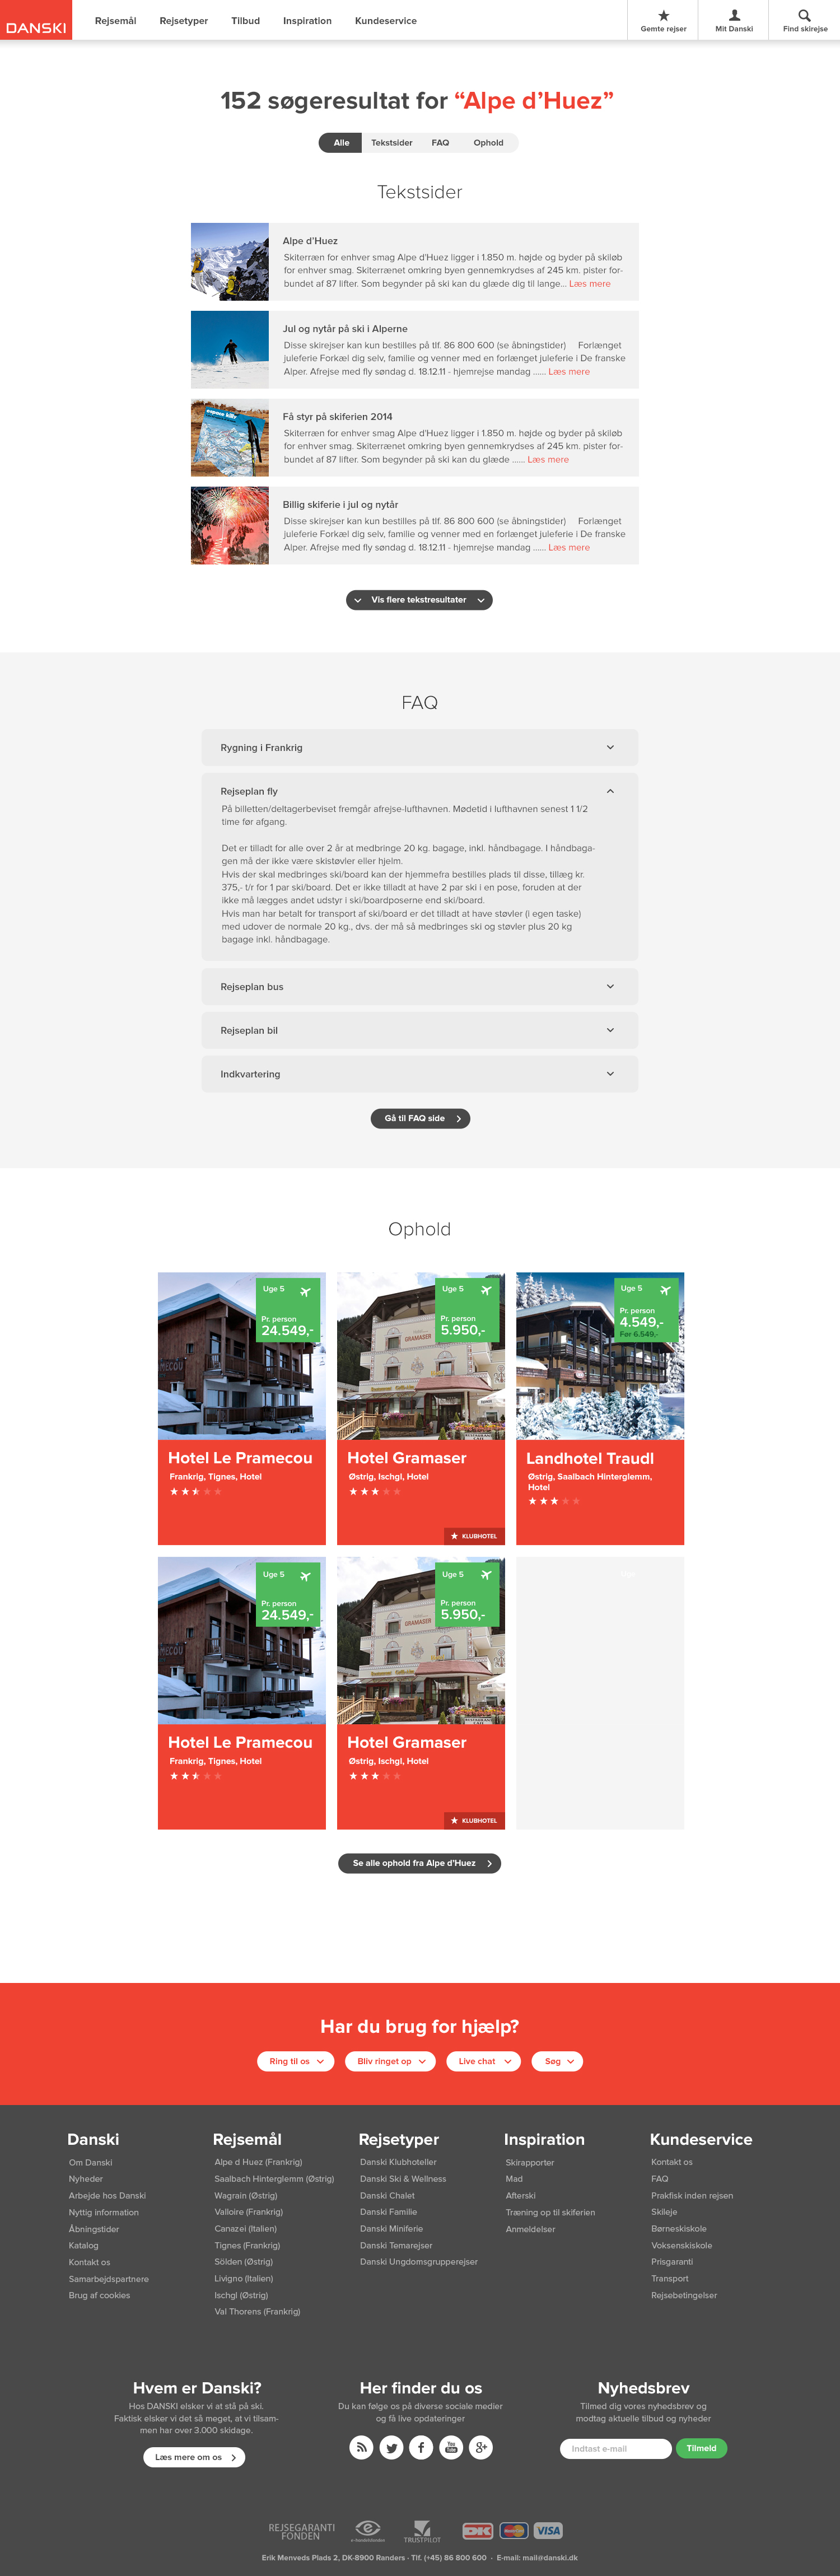 DANSKI
Rejsemål
Rejsetyper
Tilbud
Inspiration
Kundeservice
Gemte rejser
Mit Danski
Find skirejse
152 søgeresultat for “Alpe d’Huez”
Alle
Tekstsider
FAQ
Ophold
Tekstsider
Alpe d’Huez
Skiterræn for enhver smag Alpe d’Huez ligger i 1.850 m. højde og byder på skiløb
for enhver smag. Skiterrænet omkring byen gennemkrydses af 245 km. pister for-
bundet af 87 lifter. Som begynder på ski kan du glæde dig til lange... Læs mere
Jul og nytår på ski i Alperne
Disse skirejser kan kun bestilles på tlf. 86 800 600 (se åbningstider) Forlænget
juleferie Forkæl dig selv, familie og venner med en forlænget juleferie i De franske
Alper. Afrejse med fly søndag d. 18.12.11 - hjemrejse mandag ...... Læs mere
Få styr på skiferien 2014
Skiterræn for enhver smag Alpe d’Huez ligger i 1.850 m. højde og byder på skiløb
for enhver smag. Skiterrænet omkring byen gennemkrydses af 245 km. pister for-
bundet af 87 lifter. Som begynder på ski kan du glæde ...... Læs mere
Billig skiferie i jul og nytår
Disse skirejser kan kun bestilles på tlf. 86 800 600 (se åbningstider) Forlænget
juleferie Forkæl dig selv, familie og venner med en forlænget juleferie i De franske
Alper. Afrejse med fly søndag d. 18.12.11 - hjemrejse mandag ...... Læs mere
Vis flere tekstresultater
FAQ
Rygning i Frankrig
Rejseplan fly
På billetten/deltagerbeviset fremgår afrejse-lufthavnen. Mødetid i lufthavnen senest 1 1/2
time før afgang.
Det er tilladt for alle over 2 år at medbringe 20 kg. bagage, inkl. håndbagage. I håndbaga-
gen må der ikke være skistøvler eller hjelm.
Hvis der skal medbringes ski/board kan der hjemmefra bestilles plads til disse, tillæg kr.
375,- t/r for 1 par ski/board. Det er ikke tilladt at have 2 par ski i en pose, foruden at der
ikke må lægges andet udstyr i ski/boardposerne end ski/board.
Hvis man har betalt for transport af ski/board er det tilladt at have støvler (i egen taske)
med udover de normale 20 kg., dvs. der må så medbringes ski og støvler plus 20 kg
bagage inkl. håndbagage.
Rejseplan bus
Rejseplan bil
Indkvartering
Gå til FAQ side
Ophold
Uge 5
Pr. person
24.549,-
Hotel Le Pramecou
Frankrig, Tignes, Hotel
Uge 5
Pr. person
5.950,-
GRAMASER
Hotel Gramaser
Østrig, Ischgl, Hotel
KLUBHOTEL
Uge 5
Pr. person
4.549,-
Før 6.549,-
Landhotel Traudl
Østrig, Saalbach Hinterglemm,
Hotel
Uge 5
Pr. person
24.549,-
Hotel Le Pramecou
Frankrig, Tignes, Hotel
Uge 5
Pr. person
5.950,-
GRAMASER
Hotel Gramaser
Østrig, Ischgl, Hotel
KLUBHOTEL
Se alle ophold fra Alpe d’Huez
Har du brug for hjælp?
Ring til os
Bliv ringet op
Live chat
Søg
Danski
Om Danski
Nyheder
Arbejde hos Danski
Nyttig information
Åbningstider
Katalog
Kontakt os
Samarbejdspartnere
Brug af cookies
Rejsemål
Alpe d Huez (Frankrig)
Saalbach Hinterglemm (Østrig)
Wagrain (Østrig)
Valloire (Frankrig)
Canazei (Italien)
Tignes (Frankrig)
Sölden (Østrig)
Livigno (Italien)
Ischgl (Østrig)
Val Thorens (Frankrig)
Rejsetyper
Danski Klubhoteller
Danski Ski & Wellness
Danski Chalet
Danski Familie
Danski Miniferie
Danski Temarejser
Danski Ungdomsgrupperejser
Inspiration
Skirapporter
Mad
Afterski
Træning op til skiferien
Anmeldelser
Kundeservice
Kontakt os
FAQ
Prakfisk inden rejsen
Skileje
Børneskiskole
Voksenskiskole
Prisgaranti
Transport
Rejsebetingelser
Hvem er Danski?
Hos DANSKI elsker vi at stå på ski.
Faktisk elsker vi det så meget, at vi tilsam-
men har over 3.000 skidage.
Læs mere om os
Her finder du os
Du kan følge os på diverse sociale medier
og få live opdateringer
You
Tube
Nyhedsbrev
Tilmed dig vores nyhedsbrev og
modtag aktuelle tilbud og nyheder
Indtast e-mail
Tilmeld
REJSEGARANTI
FONDEN
e-mærket
TRUSTPILOT
DK
MasterCard
VISA
Erik Menveds Plads 2, DK-8900 Randers · Tlf. (+45) 86 800 600 · E-mail: mail@danski.dk